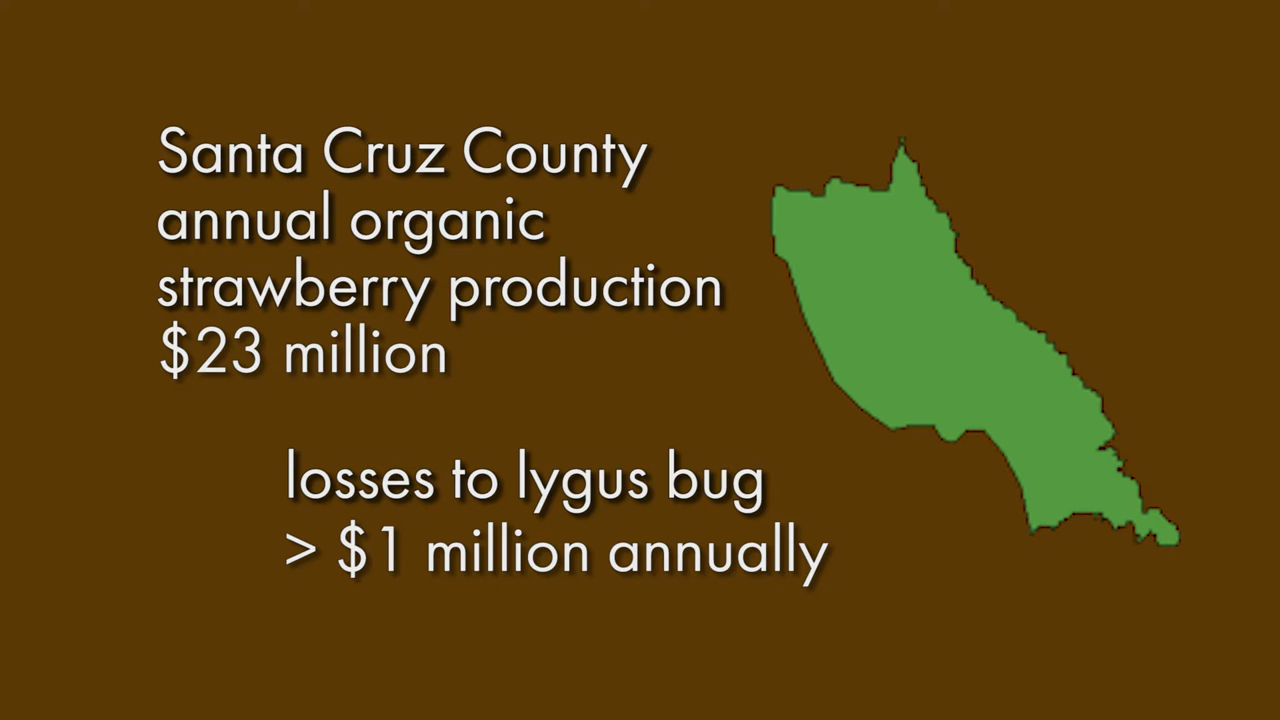 Santa Cruz County
annual organic
strawberry production
$23 million
losses to lygus bug
> $1 million annually